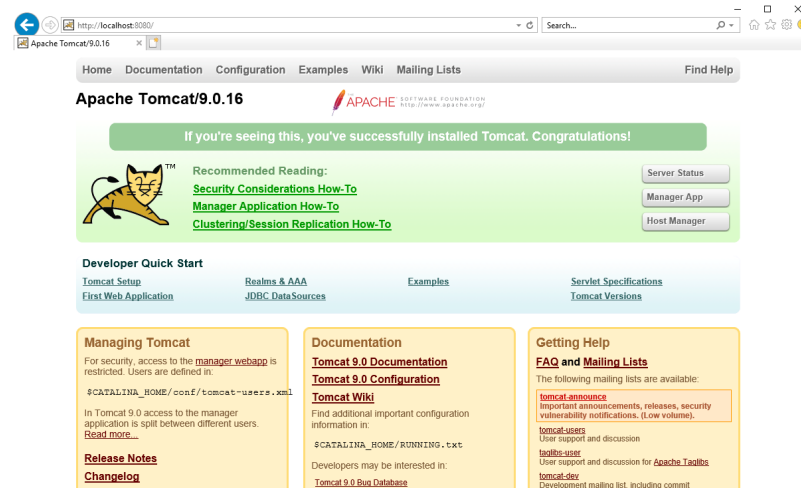 http://localhost:8080/
Search...
Apache Tomcat/9.0.16
Home Documentation Configuration Examples Wiki Mailing Lists Find Help
Apache Tomcat/9.0.16
THE APACHE SOFTWARE FOUNDATION
http://www.apache.org/
If you're seeing this, you've successfully installed Tomcat. Congratulations!
TM
Recommended Reading:
Security Considerations How-To
Manager Application How-To
Clustering/Session Replication How-To
Server Status
Manager App
Host Manager
Developer Quick Start
Tomcat Setup Realms & AAA Examples Servlet Specifications
First Web Application JDBC DataSources Tomcat Versions
Managing Tomcat
For security, access to the manager webapp is
restricted. Users are defined in:
$CATALINA_HOME/conf/tomcat-users.xml
In Tomcat 9.0 access to the manager
application is split between different users.
Read more...
Release Notes
Changelog
Documentation
Tomcat 9.0 Documentation
Tomcat 9.0 Configuration
Tomcat Wiki
Find additional important configuration
information in:
$CATALINA_HOME/RUNNING.txt
Developers may be interested in:
Tomcat 9.0 Bug Database
Getting Help
FAQ and Mailing Lists
The following mailing lists are available:
tomcat-announce
Important announcements, releases, security
vulnerability notifications. (Low volume).
tomcat-users
User support and discussion
taglibs-user
User support and discussion for Apache Taglibs
tomcat-dev
Development mailing list, including commit